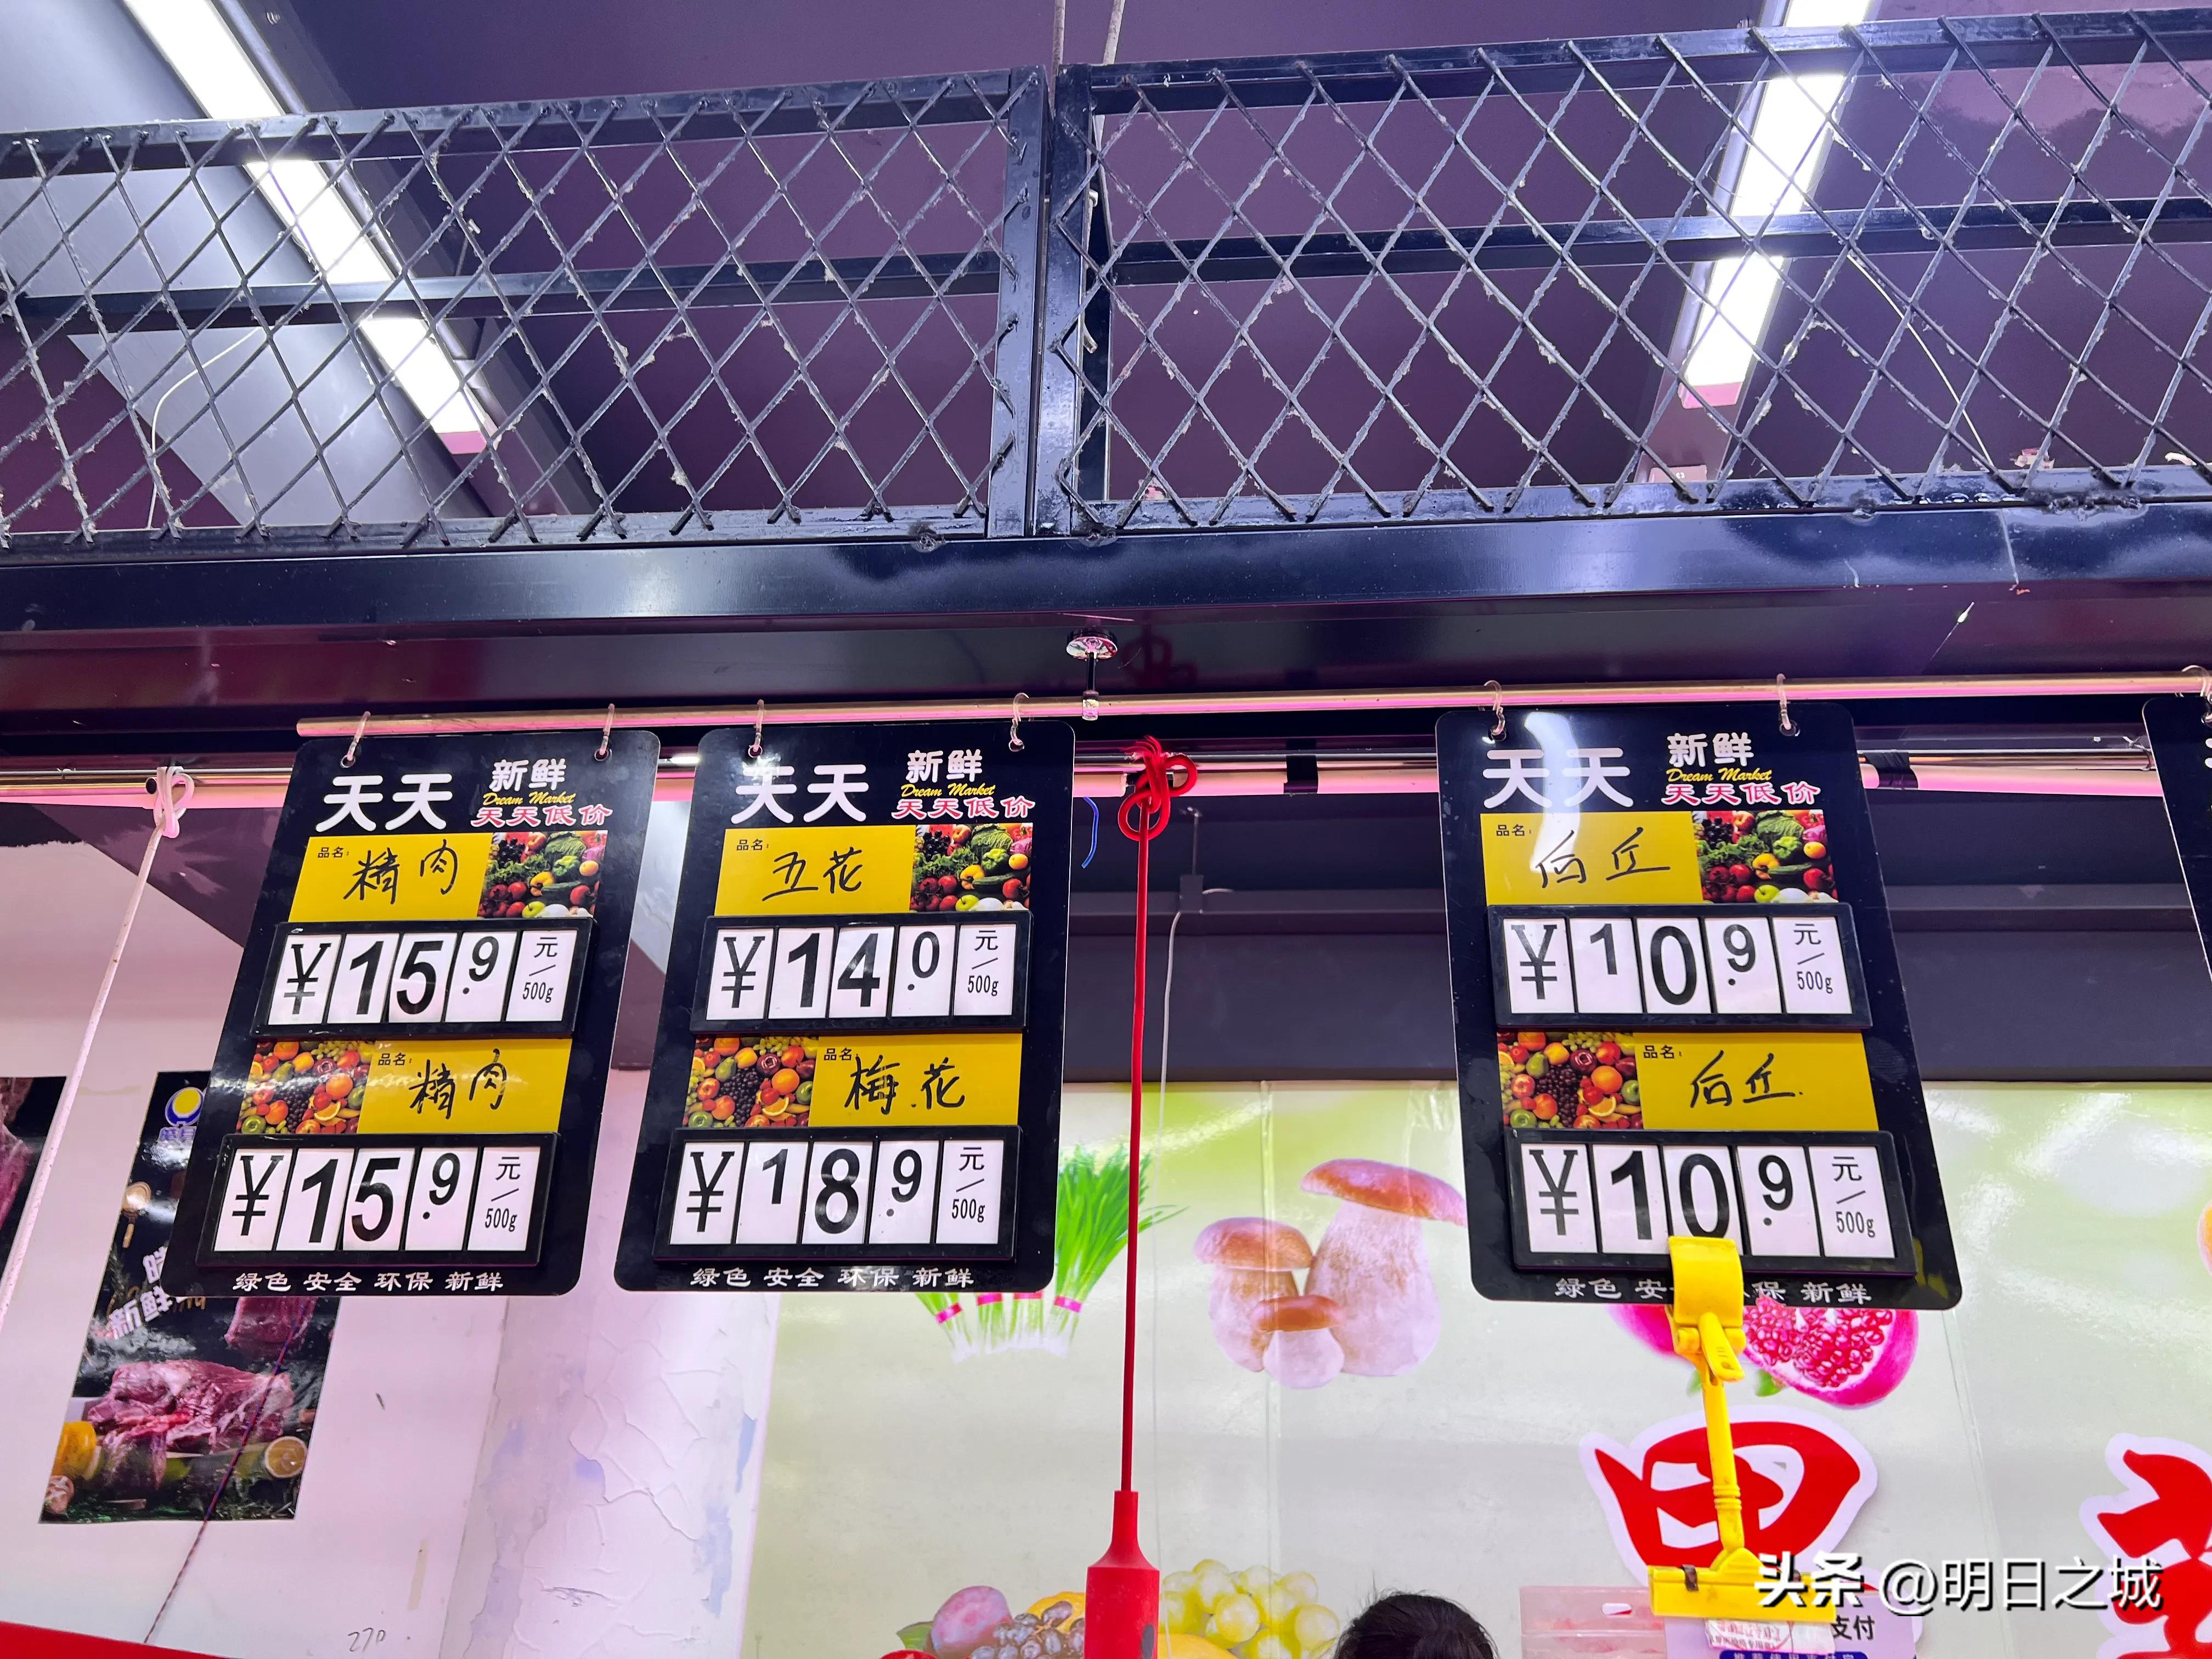 天天 新鲜
Dream Market
天天低价
品名: 精肉
¥15.9 元/500g
品名: 精肉
¥15.9 元/500g
绿色 安全 环保 新鲜
天天 新鲜
Dream Market
天天低价
品名: 五花
¥14.0 元/500g
品名: 梅花
¥18.9 元/500g
绿色 安全 环保 新鲜
天天 新鲜
Dream Market
天天低价
品名: 后丘
¥10.9 元/500g
品名: 后丘
¥10.9 元/500g
绿色 安 保 新鲜
270
支付
头条 @明日之城